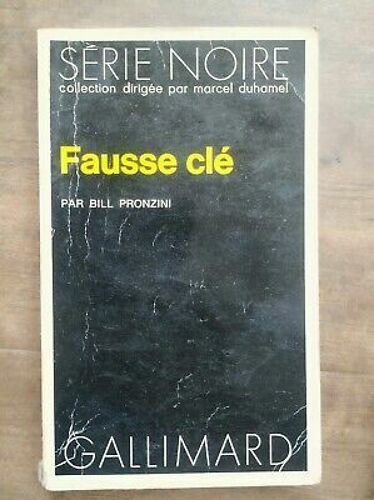 SÉRIE NOIRE
collection dirigée par marcel duhamel
Fausse clé
PAR BILL PRONZINI
GALLIMARD